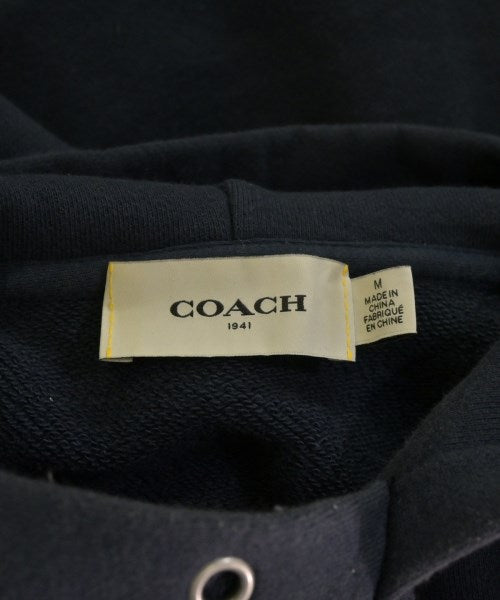 COACH
1941
M
MADE IN
CHINA
FABRIQUÉ
EN CHINE